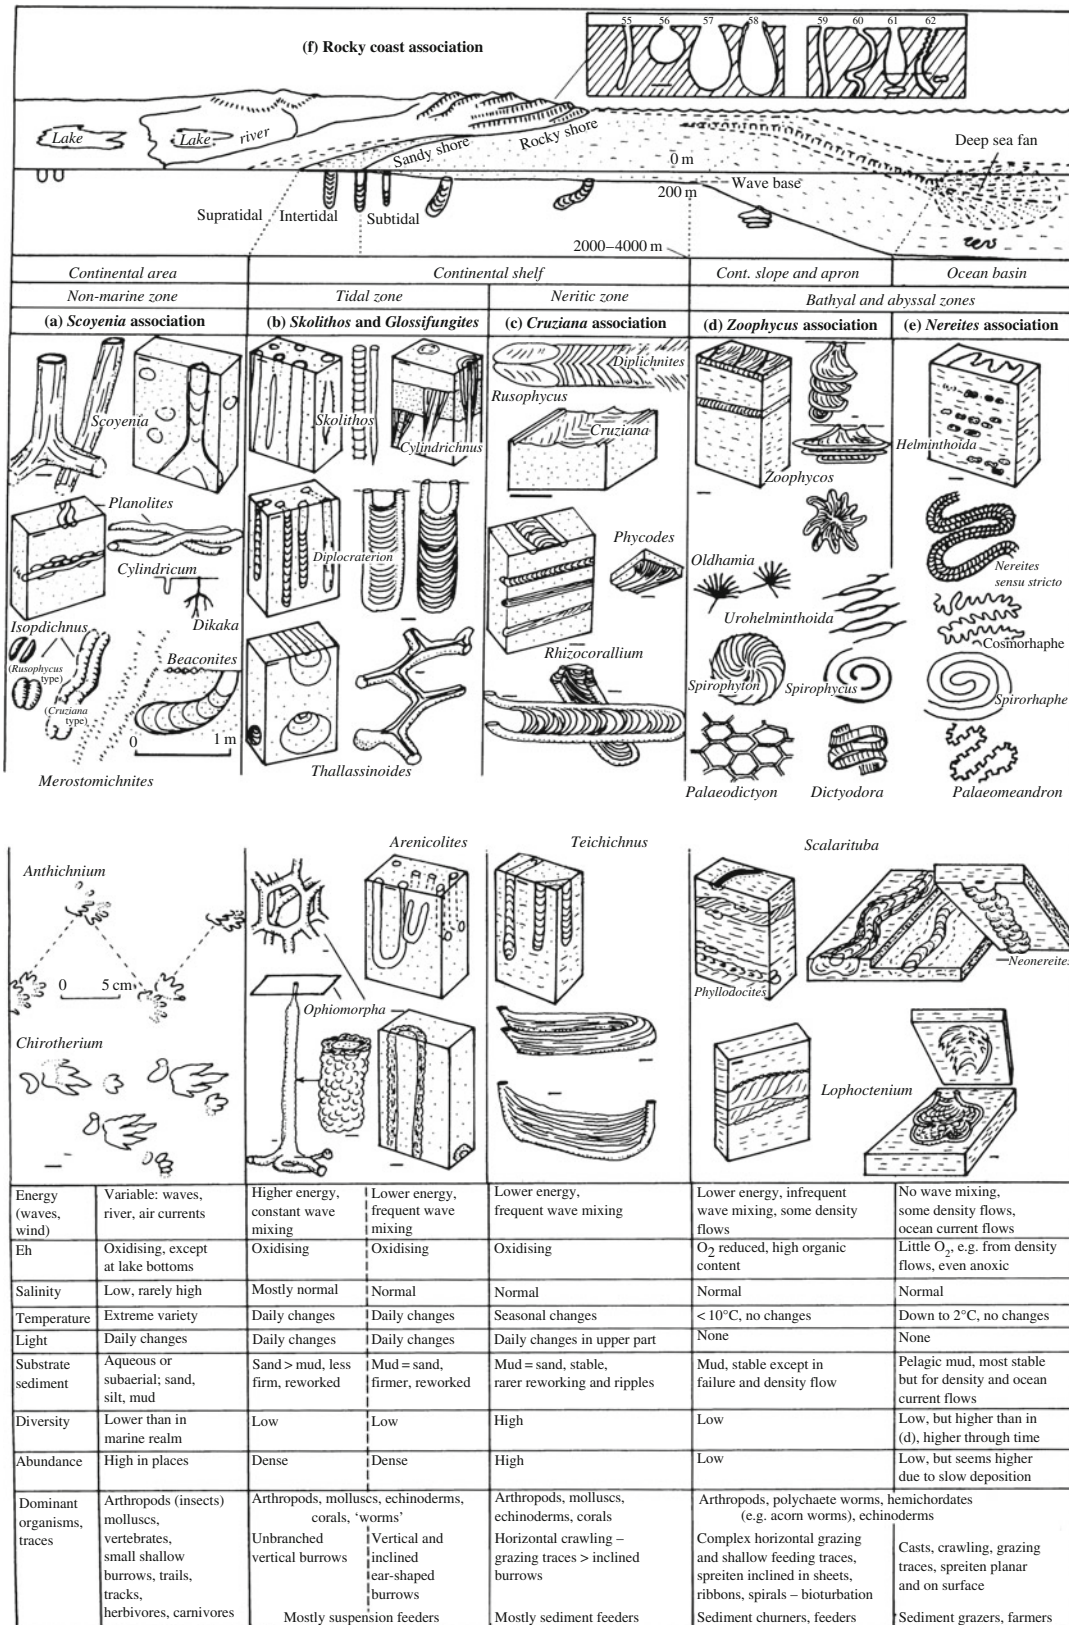 55 56 57 58 59 60 61 62
(f) Rocky coast association
Lake
Lake
river
Sandy shore
Rocky shore
Deep sea fan
0 m
200 m
Wave base
Supratidal
Intertidal
Subtidal
2000–4000 m
Continental area
Continental shelf
Cont. slope and apron
Ocean basin
Non-marine zone
Tidal zone
Neritic zone
Bathyal and abyssal zones
(a) Scoyenia association
(b) Skolithos and Glossifungites
(c) Cruziana association
(d) Zoophycus association
(e) Nereites association
Scoyenia
Planolites
Cylindricum
Dikaka
Isopdichnus
(Rusophycus
type)
(Cruziana
type)
Beaconites
0 1 m
Merostomichnites
Skolithos
Cylindrichnus
Diplocraterion
Thallassinoides
Diplichnites
Rusophycus
Cruziana
Phycodes
Rhizocorallium
Zoophycos
Oldhamia
Urohelminthoida
Spirophyton
Spirophycus
Palaeodictyon
Dictyodora
Helminthoida
Nereites
sensu stricto
Cosmorhaphe
Spirorhaphe
Palaeomeandron
Anthichnium
0 5 cm
Chirotherium
Arenicolites
Ophiomorpha
Teichichnus
Scalarituba
Phyllodocites
Neonereites
Lophoctenium
Energy
(waves,
wind)
Variable: waves,
river, air currents
Higher energy,
constant wave
mixing
Lower energy,
frequent wave
mixing
Lower energy,
frequent wave mixing
Lower energy, infrequent
wave mixing, some density
flows
No wave mixing,
some density flows,
ocean current flows
Eh
Oxidising, except
at lake bottoms
Oxidising
Oxidising
Oxidising
O2 reduced, high organic
content
Little O2, e.g. from density
flows, even anoxic
Salinity
Low, rarely high
Mostly normal
Normal
Normal
Normal
Normal
Temperature
Extreme variety
Daily changes
Daily changes
Seasonal changes
< 10°C, no changes
Down to 2°C, no changes
Light
Daily changes
Daily changes
Daily changes
Daily changes in upper part
None
None
Substrate
sediment
Aqueous or
subaerial; sand,
silt, mud
Sand > mud, less
firm, reworked
Mud = sand,
firmer, reworked
Mud = sand, stable,
rarer reworking and ripples
Mud, stable except in
failure and density flow
Pelagic mud, most stable
but for density and ocean
current flows
Diversity
Lower than in
marine realm
Low
Low
High
Low
Low, but higher than in
(d), higher through time
Abundance
High in places
Dense
Dense
High
Low
Low, but seems higher
due to slow deposition
Dominant
organisms,
traces
Arthropods (insects)
molluscs,
vertebrates,
small shallow
burrows, trails,
tracks,
herbivores, carnivores
Arthropods, molluscs, echinoderms,
corals, ‘worms’
Unbranched
vertical burrows
Vertical and
inclined
ear-shaped
burrows
Mostly suspension feeders
Arthropods, molluscs,
echinoderms, corals
Horizontal crawling –
grazing traces > inclined
burrows
Mostly sediment feeders
Arthropods, polychaete worms, hemichordates
(e.g. acorn worms), echinoderms
Complex horizontal grazing
and shallow feeding traces,
spreiten inclined in sheets,
ribbons, spirals – bioturbation
Sediment churners, feeders
Casts, crawling, grazing
traces, spreiten planar
and on surface
Sediment grazers, farmers